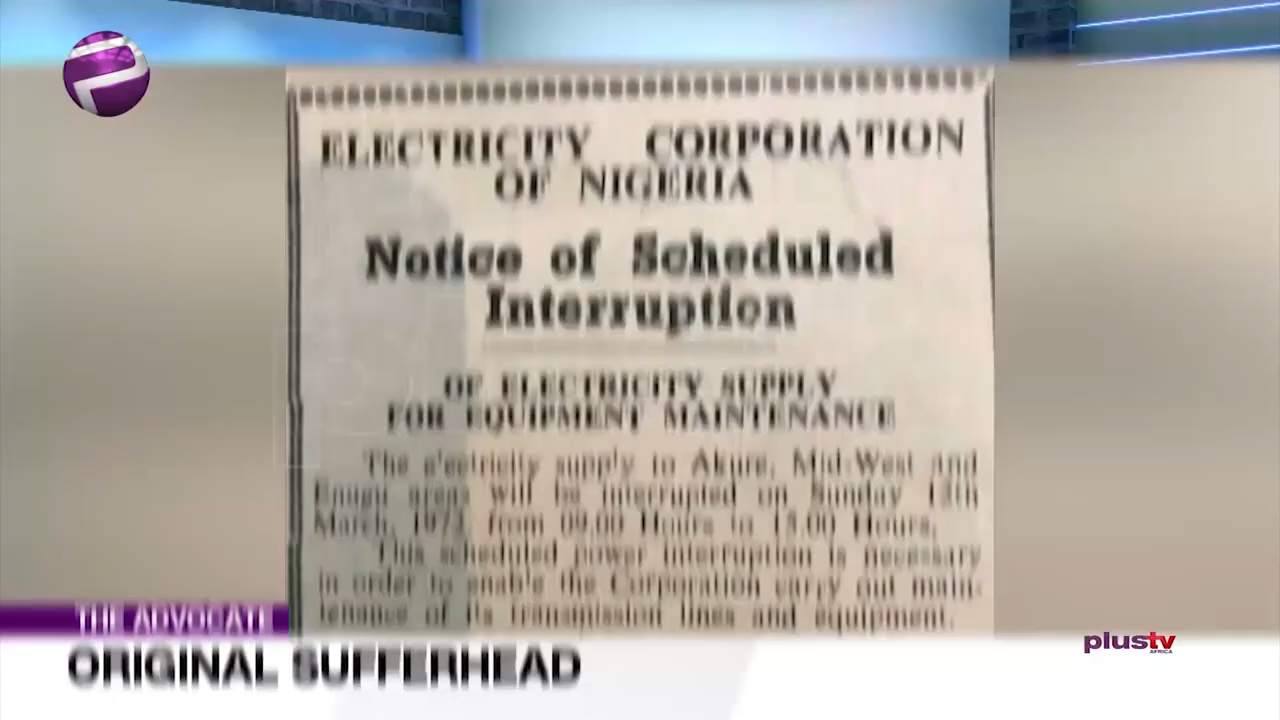 ELECTRICITY CORPORATION
OF NIGERIA
Notice of Scheduled
Interruption
OF ELECTRICITY SUPPLY
FOR EQUIPMENT MAINTENANCE
The electricity supply to Akure, Mid-West and
Enugu areas will be interrupted on Sunday
March, from 09.00 Hours to Hours.
This scheduled power interruption is necessary
in order to enable the Corporation carry out main-
tenance of its transmission lines and equipment.
THE ADVOCATE
ORIGINAL SUFFERHEAD
plustv
AFRICA